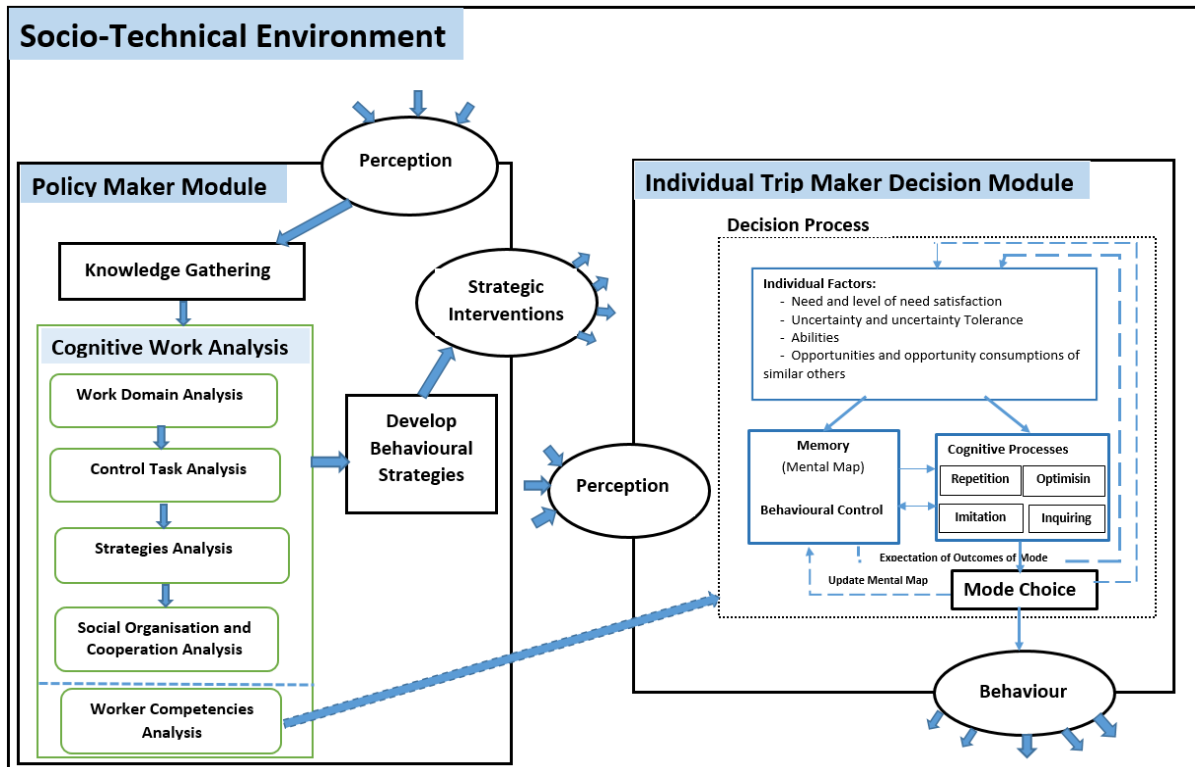 Socio-Technical Environment
Perception
Policy Maker Module
Knowledge Gathering
Cognitive Work Analysis
Work Domain Analysis
Control Task Analysis
Strategies Analysis
Social Organisation and
Cooperation Analysis
Worker Competencies
Analysis
Develop
Behavioural
Strategies
Strategic
Interventions
Perception
Individual Trip Maker Decision Module
Decision Process
Individual Factors:
- Need and level of need satisfaction
- Uncertainty and uncertainty Tolerance
- Abilities
- Opportunities and opportunity consumptions of
similar others
Memory
(Mental Map)
Behavioural Control
Cognitive Processes
Repetition
Optimisin
Imitation
Inquiring
Expectation of Outcomes of Mode
Update Mental Map
Mode Choice
Behaviour